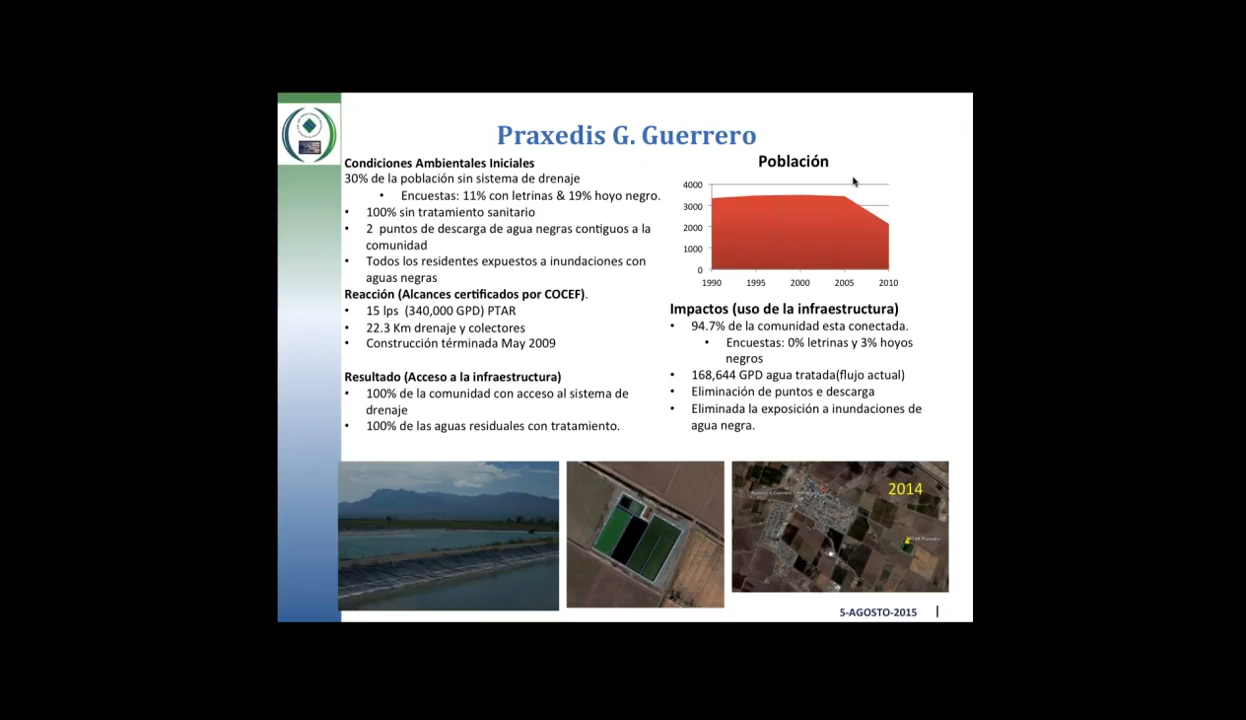 Praxedis G. Guerrero
Condiciones Ambientales Iniciales
30% de la población sin sistema de drenaje
• Encuestas: 11% con letrinas & 19% hoyo negro.
• 100% sin tratamiento sanitario
• 2 puntos de descarga de agua negras contiguos a la
comunidad
• Todos los residentes expuestos a inundaciones con
aguas negras
Reacción (Alcances certificados por COCEF).
• 15 lps (340,000 GPD) PTAR
• 22.3 Km drenaje y colectores
• Construcción términada May 2009
Resultado (Acceso a la infraestructura)
• 100% de la comunidad con acceso al sistema de
drenaje
• 100% de las aguas residuales con tratamiento.
Población
4000
3000
2000
1000
0
1990 1995 2000 2005 2010
Impactos (uso de la infraestructura)
• 94.7% de la comunidad esta conectada.
• Encuestas: 0% letrinas y 3% hoyos
negros
• 168,644 GPD agua tratada(flujo actual)
• Eliminación de puntos e descarga
• Eliminada la exposición a inundaciones de
agua negra.
2014
5-AGOSTO-2015 |